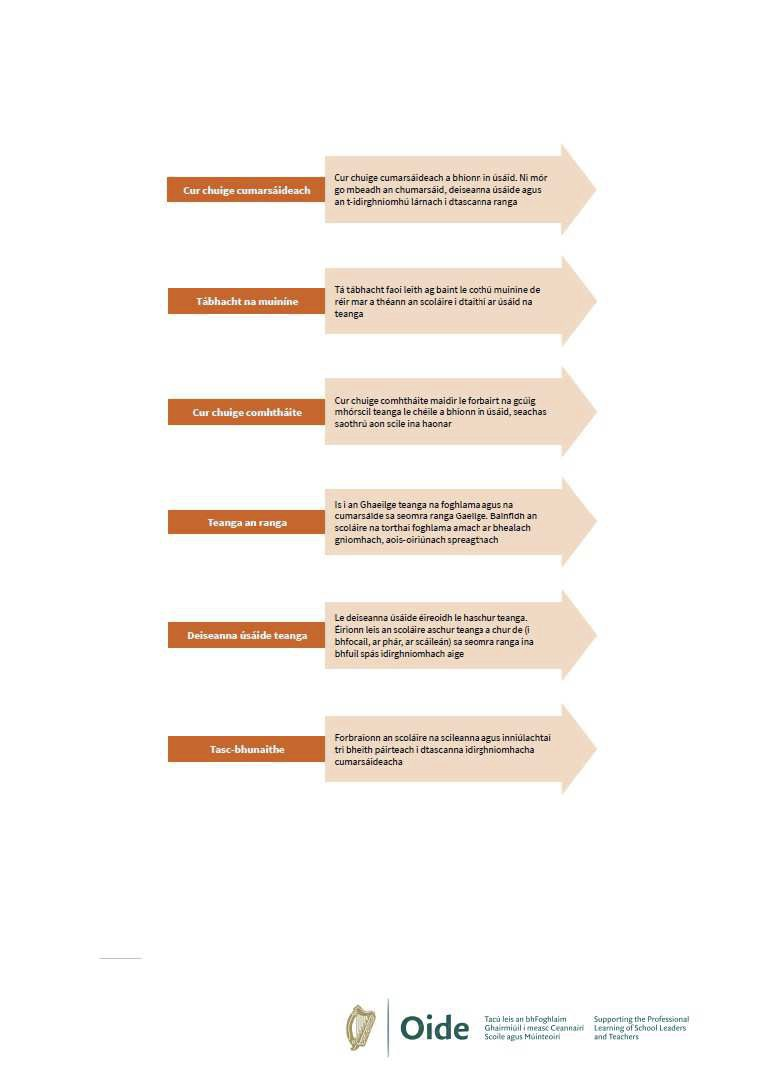 Cur chuige cumarsáideach
Cur chuige cumarsáideach a bhíonn in úsáid. Ní mór
go mbeadh an chumarsáid, deiseanna úsáide agus
an t-idirghníomhú lárnach i dtascanna ranga
Tábhacht na muiníne
Tá tábhacht faoi leith ag baint le cothú muiníne de
réir mar a théann an scoláire i dtaithí ar úsáid na
teanga
Cur chuige comhtháite
Cur chuige comhtháite maidir le forbairt na gcúig
mhórscil teanga le chéile a bhíonn in úsáid, seachas
saothrú aon scile ina haonar
Teanga an ranga
Is í an Ghaeilge teanga na foghlama agus na
cumarsáide sa seomra ranga Gaeilge. Bainfidh an
scoláire na torthaí foghlama amach ar bhealach
gníomhach, aois-oiriúnach spreagthach
Deiseanna úsáide teanga
Le deiseanna úsáide éireoidh le haschur teanga.
Éiríonn leis an scoláire aschur teanga a chur de (i
bhfocail, ar phár, ar scáileán) sa seomra ranga ina
bhfuil spás idirghníomhach aige
Tasc-bhunaithe
Forbraíonn an scoláire na scileanna agus inniúlachtaí
trí bheith páirteach i dtascanna idirghníomhacha
cumarsáideacha
Oide
Tacú leis an bhFoghlaim
Ghairmiúil i measc Ceannairí
Scoile agus Múinteoirí
Supporting the Professional
Learning of School Leaders
and Teachers